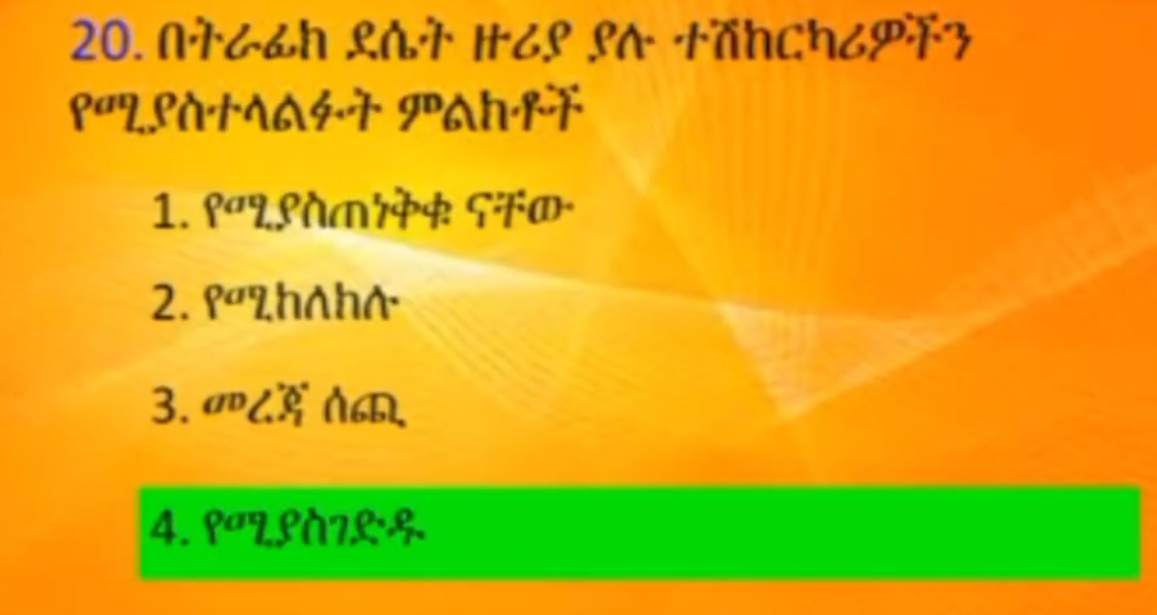 20. በትራፊክ ደሴት ዙሪያ ያሉ ተሽከርካሪዎችን
የሚያስተላልፉት ምልክቶች
1. የሚያስጠነቅቁ ናቸው
2. የሚከለክሉ
3. መረጃ ሰጪ
4. የሚያስገድዱ